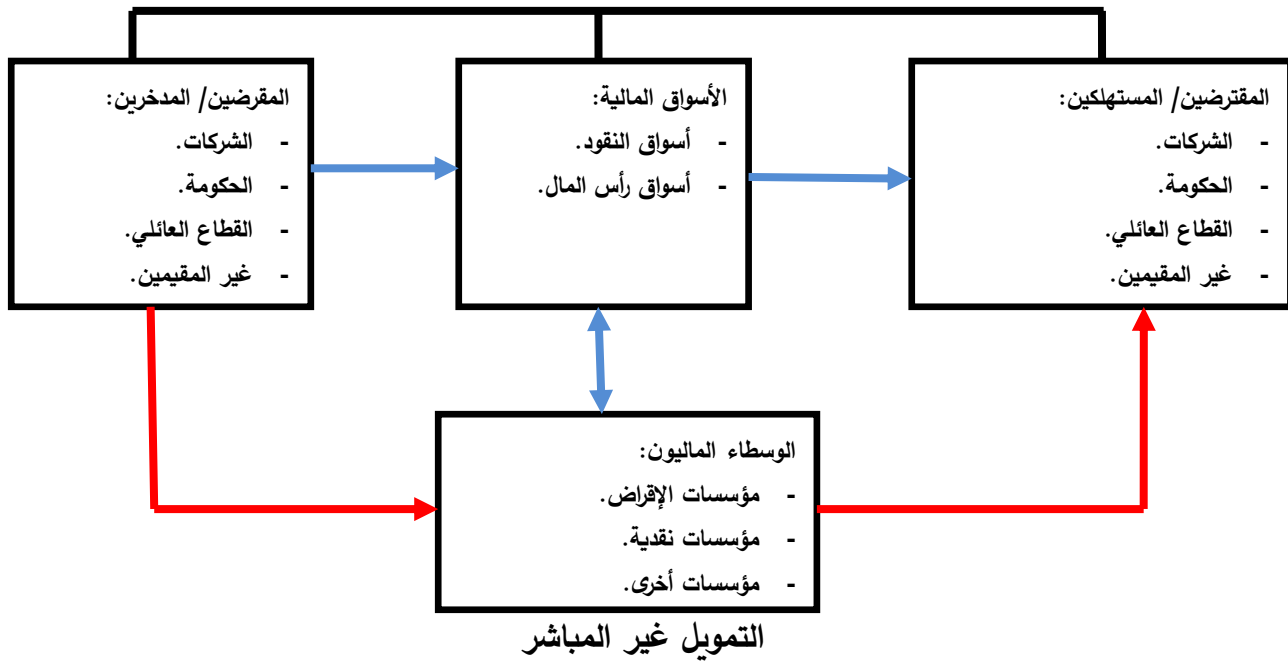 المقرضين/ المدخرين:
- الشركات.
- الحكومة.
- القطاع العائلي.
- غير المقيمين.
الأسواق المالية:
- أسواق النقود.
- أسواق رأس المال.
المقترضين/ المستهلكين:
- الشركات.
- الحكومة.
- القطاع العائلي.
- غير المقيمين.
الوسطاء الماليون:
- مؤسسات الإقراض.
- مؤسسات نقدية.
- مؤسسات أخرى.
التمويل غير المباشر